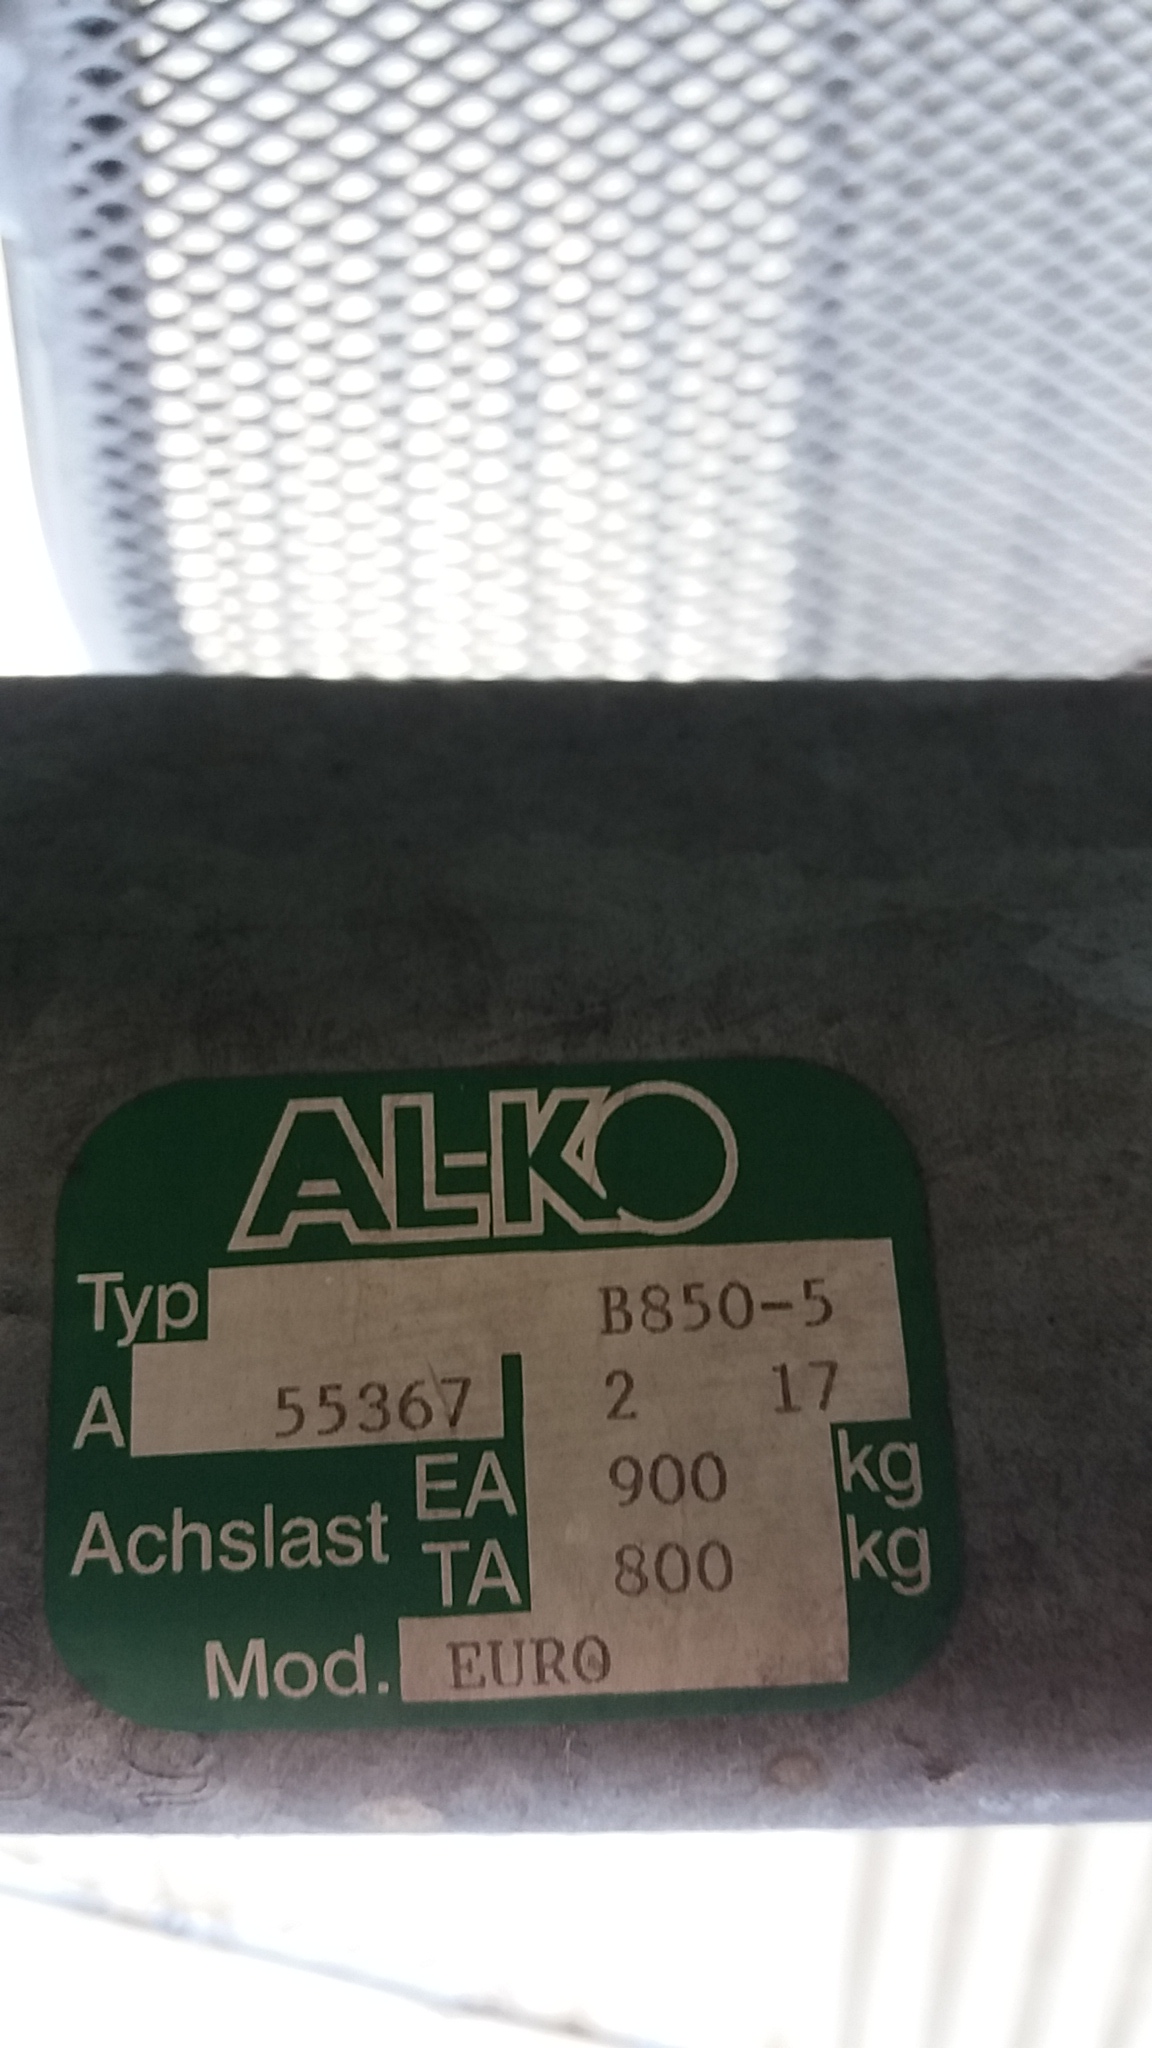 AL-KO
Typ B850-5
A 55367 2 17
Achslast EA 900 kg
TA 800 kg
Mod. EURO